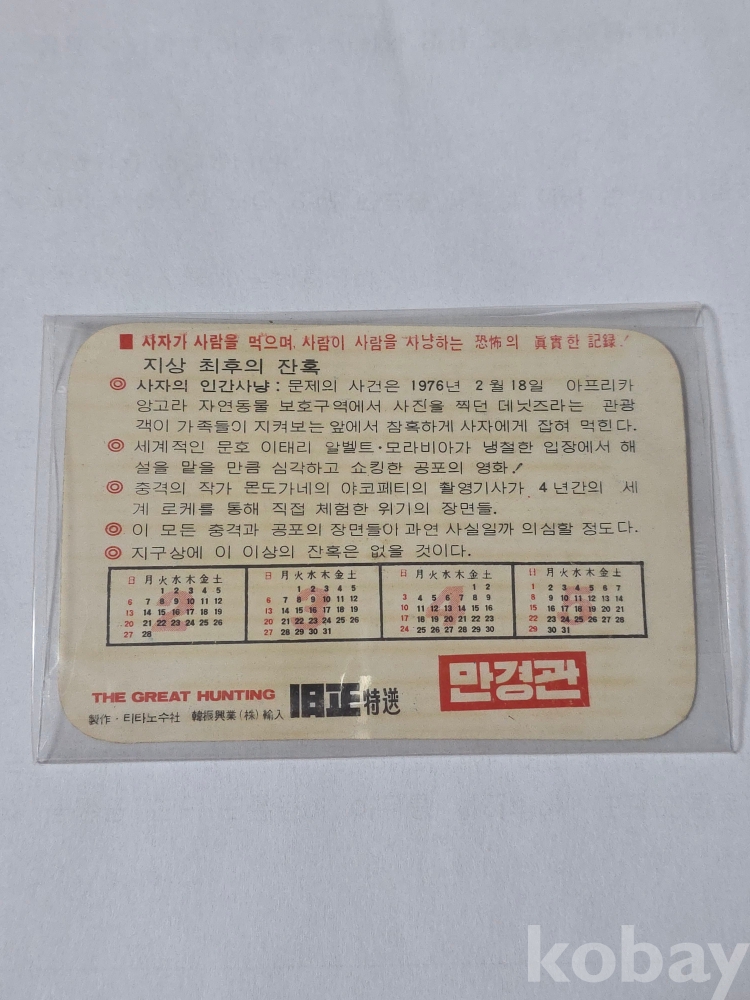 ■ 사자가 사람을 먹으며, 사람이 사람을 사냥하는 恐怖의 眞實한 記錄!
지상 최후의 잔혹
◎ 사자의 인간사냥 : 문제의 사건은 1976년 2월 18일 아프리카
앙고라 자연동물 보호구역에서 사진을 찍던 데닛즈라는 관광
객이 가족들이 지켜보는 앞에서 참혹하게 사자에게 잡혀 먹힌다.
◎ 세계적인 문호 이태리 알벨트·모라비아가 냉철한 입장에서 해
설을 맡을 만큼 심각하고 쇼킹한 공포의 영화!
◎ 충격의 작가 몬도가네의 야코페티의 촬영기사가 4년간의 세
계 로케를 통해 직접 체험한 위기의 장면들.
◎ 이 모든 충격과 공포의 장면들이 과연 사실일까 의심할 정도다.
◎ 지구상에 이 이상의 잔혹은 없을 것이다.
日 月 火 水 木 金 土 日 月 火 水 木 金 土 日 月 火 水 木 金 土 日 月 火 水 木 金 土
1 2 3 4 5 1 2 3 4 5 1 2 1 2 3 4 5 6 7
6 7 8 9 10 11 12 6 7 8 9 10 11 12 3 4 5 6 7 8 9 8 9 10 11 12 13 14
13 14 15 16 17 18 19 13 14 15 16 17 18 19 10 11 12 13 14 15 16 15 16 17 18 19 20 21
20 21 22 23 24 25 26 20 21 22 23 24 25 26 17 18 19 20 21 22 23 22 23 24 25 26 27 28
27 28 27 28 29 30 31 24 25 26 27 28 29 30 29 30 31
만경관
THE GREAT HUNTING 旧正特選
製作·티타노수社 韓振興業(株)輸入
kobay